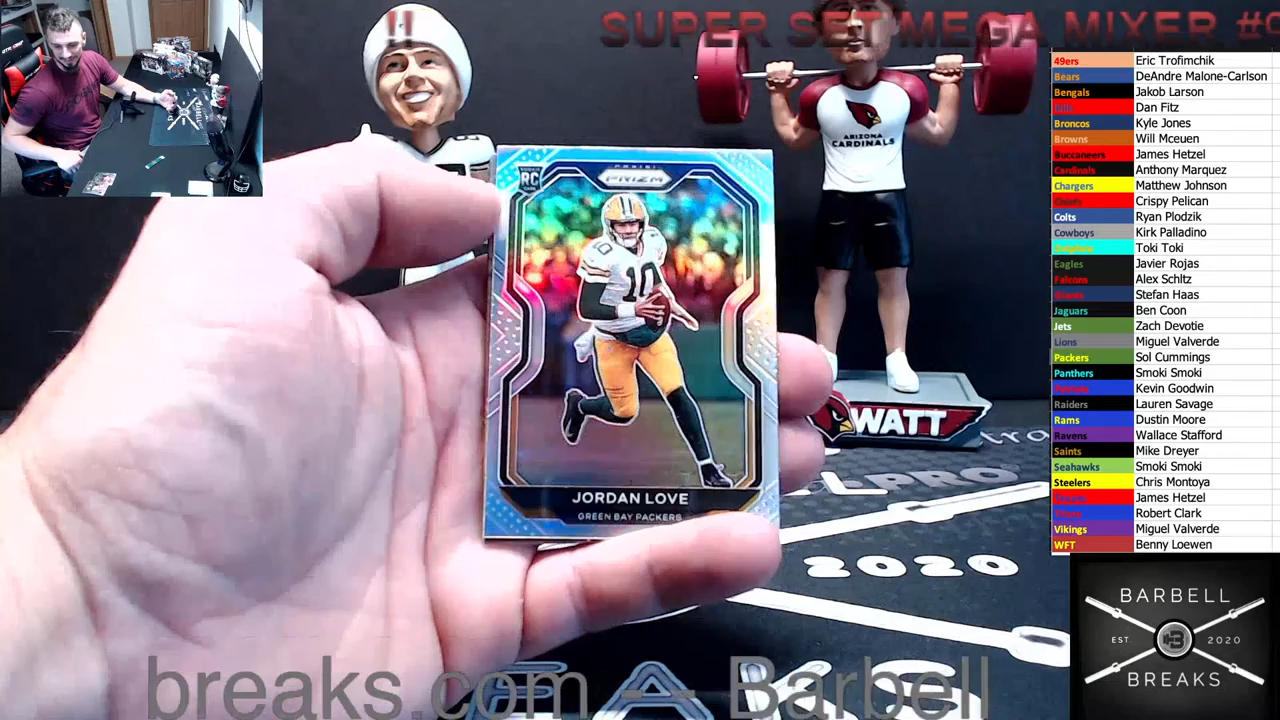 !!
SUPER SET MEGA MIXER #9
49ers Eric Trofimchik
Bears DeAndre Malone-Carlson
Bengals Jakob Larson
Bills Dan Fitz
Broncos Kyle Jones
Browns Will Mceuen
Buccaneers James Hetzel
Cardinals Anthony Marquez
Chargers Matthew Johnson
Chiefs Crispy Pelican
Colts Ryan Plodzik
Cowboys Kirk Palladino
Dolphins Toki Toki
Eagles Javier Rojas
Falcons Alex Schltz
Giants Stefan Haas
Jaguars Ben Coon
Jets Zach Devotie
Lions Miguel Valverde
Packers Sol Cummings
Panthers Smoki Smoki
Patriots Kevin Goodwin
Raiders Lauren Savage
Rams Dustin Moore
Ravens Wallace Stafford
Saints Mike Dreyer
Seahawks Smoki Smoki
Steelers Chris Montoya
Texans James Hetzel
Titans Robert Clark
Vikings Miguel Valverde
WFT Benny Loewen
ARIZONA
CARDINALS
PANINI
PRIZM
RC
10
10
JORDAN LOVE
GREEN BAY PACKERS
WATT
2020
BARBELL
EST. 2020
BREAKS
breaks.com -- Barbell